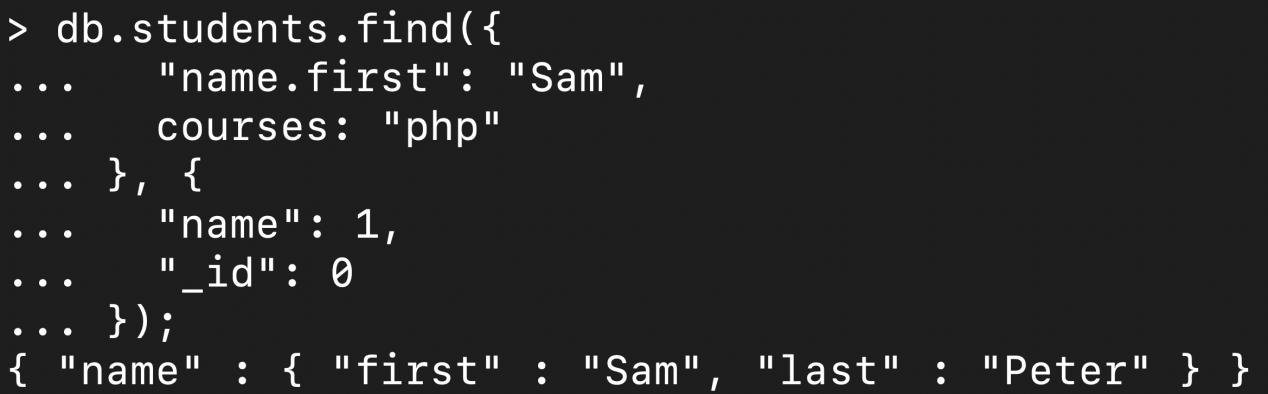 > db.students.find({
...   "name.first": "Sam",
...   courses: "php"
... }, {
...   "name": 1,
...   "_id": 0
... });
{ "name" : { "first" : "Sam", "last" : "Peter" } }